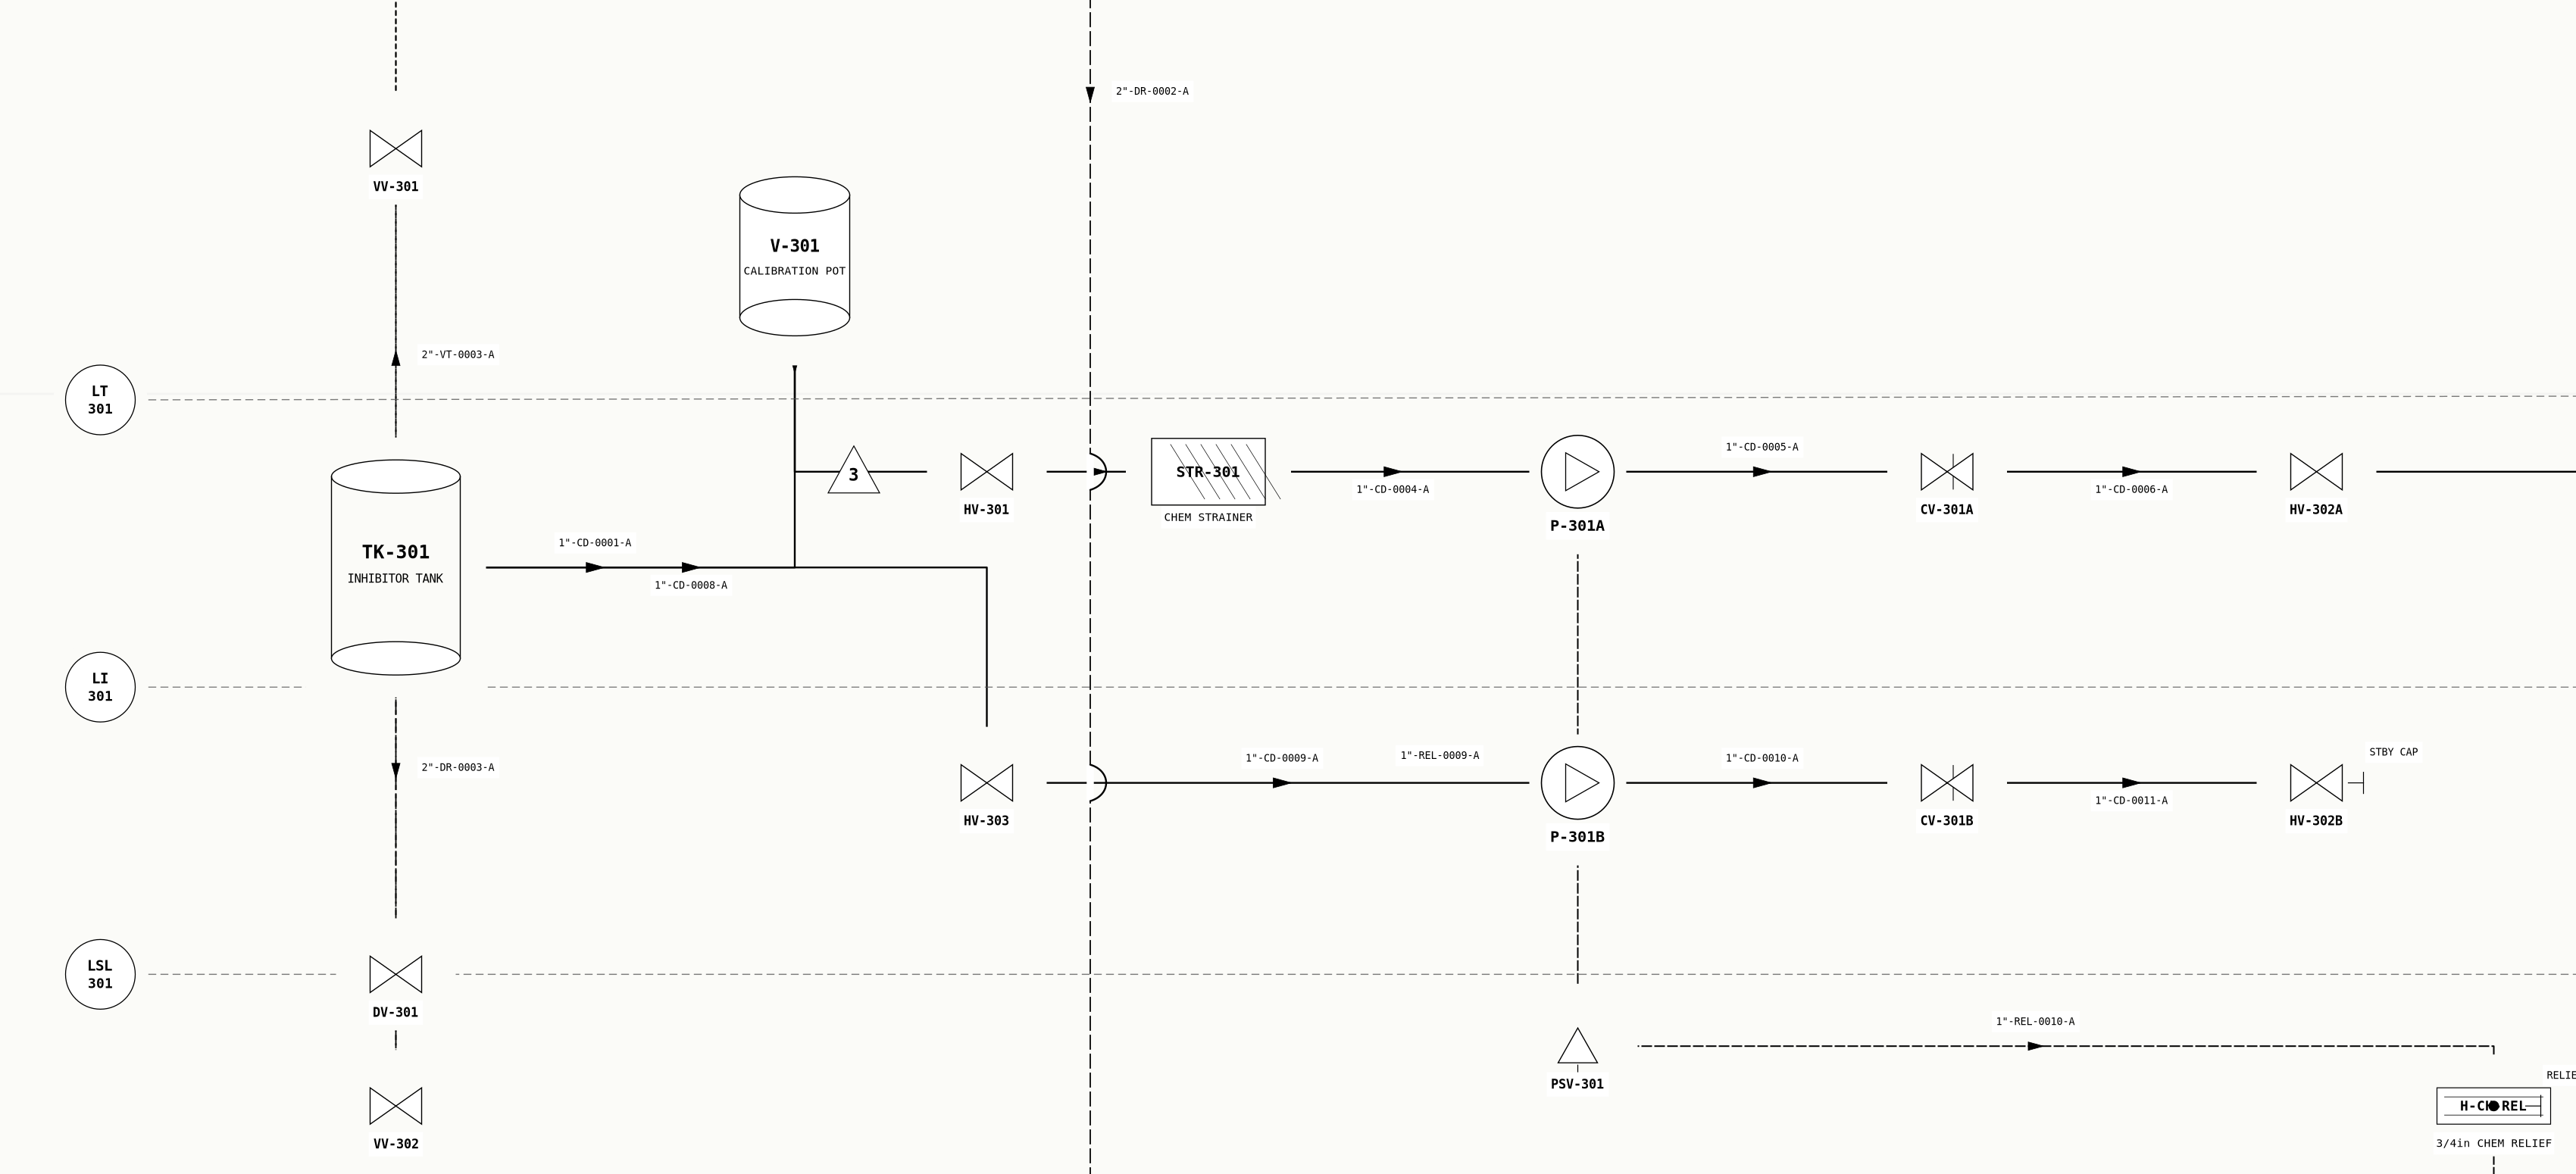 2"-DR-0002-A
VV-301
V-301
CALIBRATION POT
2"-VT-0003-A
LT
301
3
HV-301
STR-301
CHEM STRAINER
1"-CD-0004-A
P-301A
1"-CD-0005-A
CV-301A
1"-CD-0006-A
HV-302A
TK-301
INHIBITOR TANK
1"-CD-0001-A
1"-CD-0008-A
LI
301
2"-DR-0003-A
HV-303
1"-CD-0009-A
1"-REL-0009-A
P-301B
1"-CD-0010-A
CV-301B
1"-CD-0011-A
HV-302B
STBY CAP
LSL
301
DV-301
PSV-301
1"-REL-0010-A
RELIE
3/4in CHEM RELIEF
VV-302